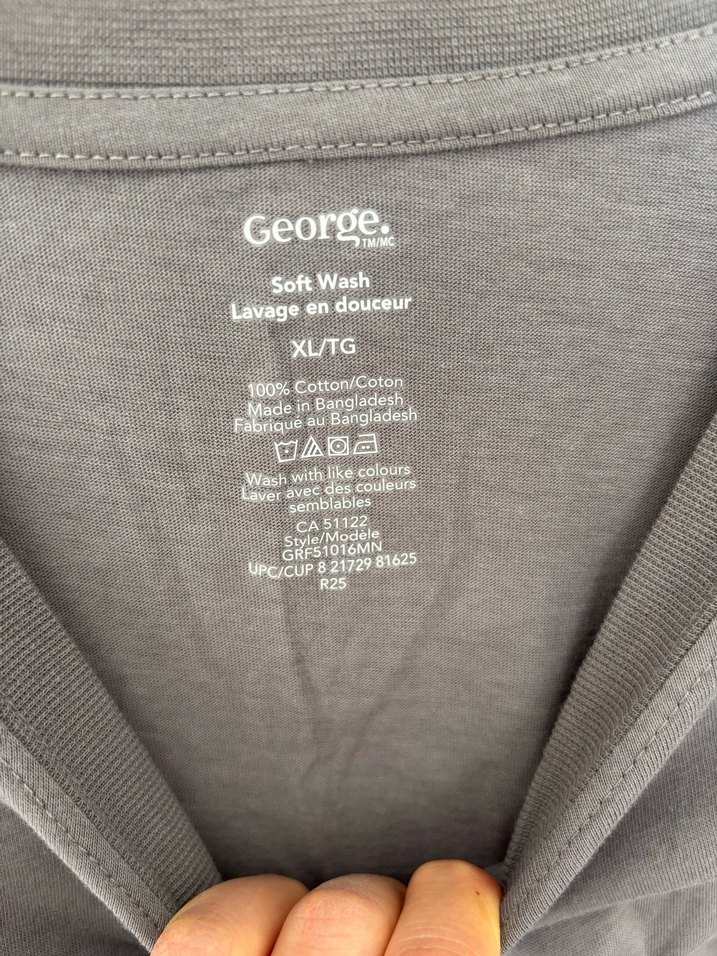 George.
TM/MC
Soft Wash
Lavage en douceur
XL/TG
100% Cotton/Coton
Made in Bangladesh
Fabriqué au Bangladesh
Wash with like colours
Laver avec des couleurs
semblables
CA 51122
Style/Modèle
GRF51016MN
UPC/CUP 8 21729 81625
R25